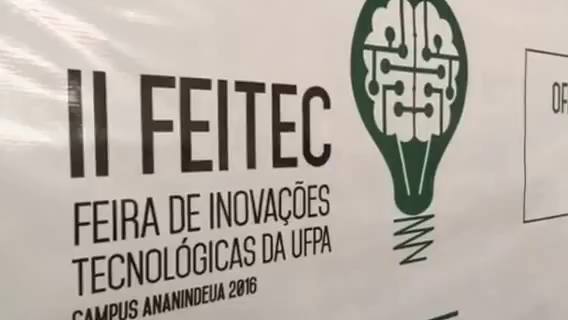 II FEITEC
FEIRA DE INOVAÇÕES
TECNOLÓGICAS DA UFPA
CAMPUS ANANINDEUA 2016